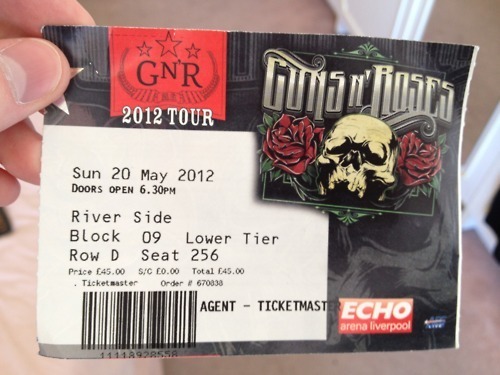 GN'R
2012 TOUR
GUNS N' ROSES
Sun 20 May 2012
DOORS OPEN 6.30PM
River Side
Block 09 Lower Tier
Row D Seat 256
Price £45.00 S/C £0.00 Total £45.00
. Ticketmaster Order # 670838
AGENT - TICKETMASTER
ECHO
arena liverpool
11118928558